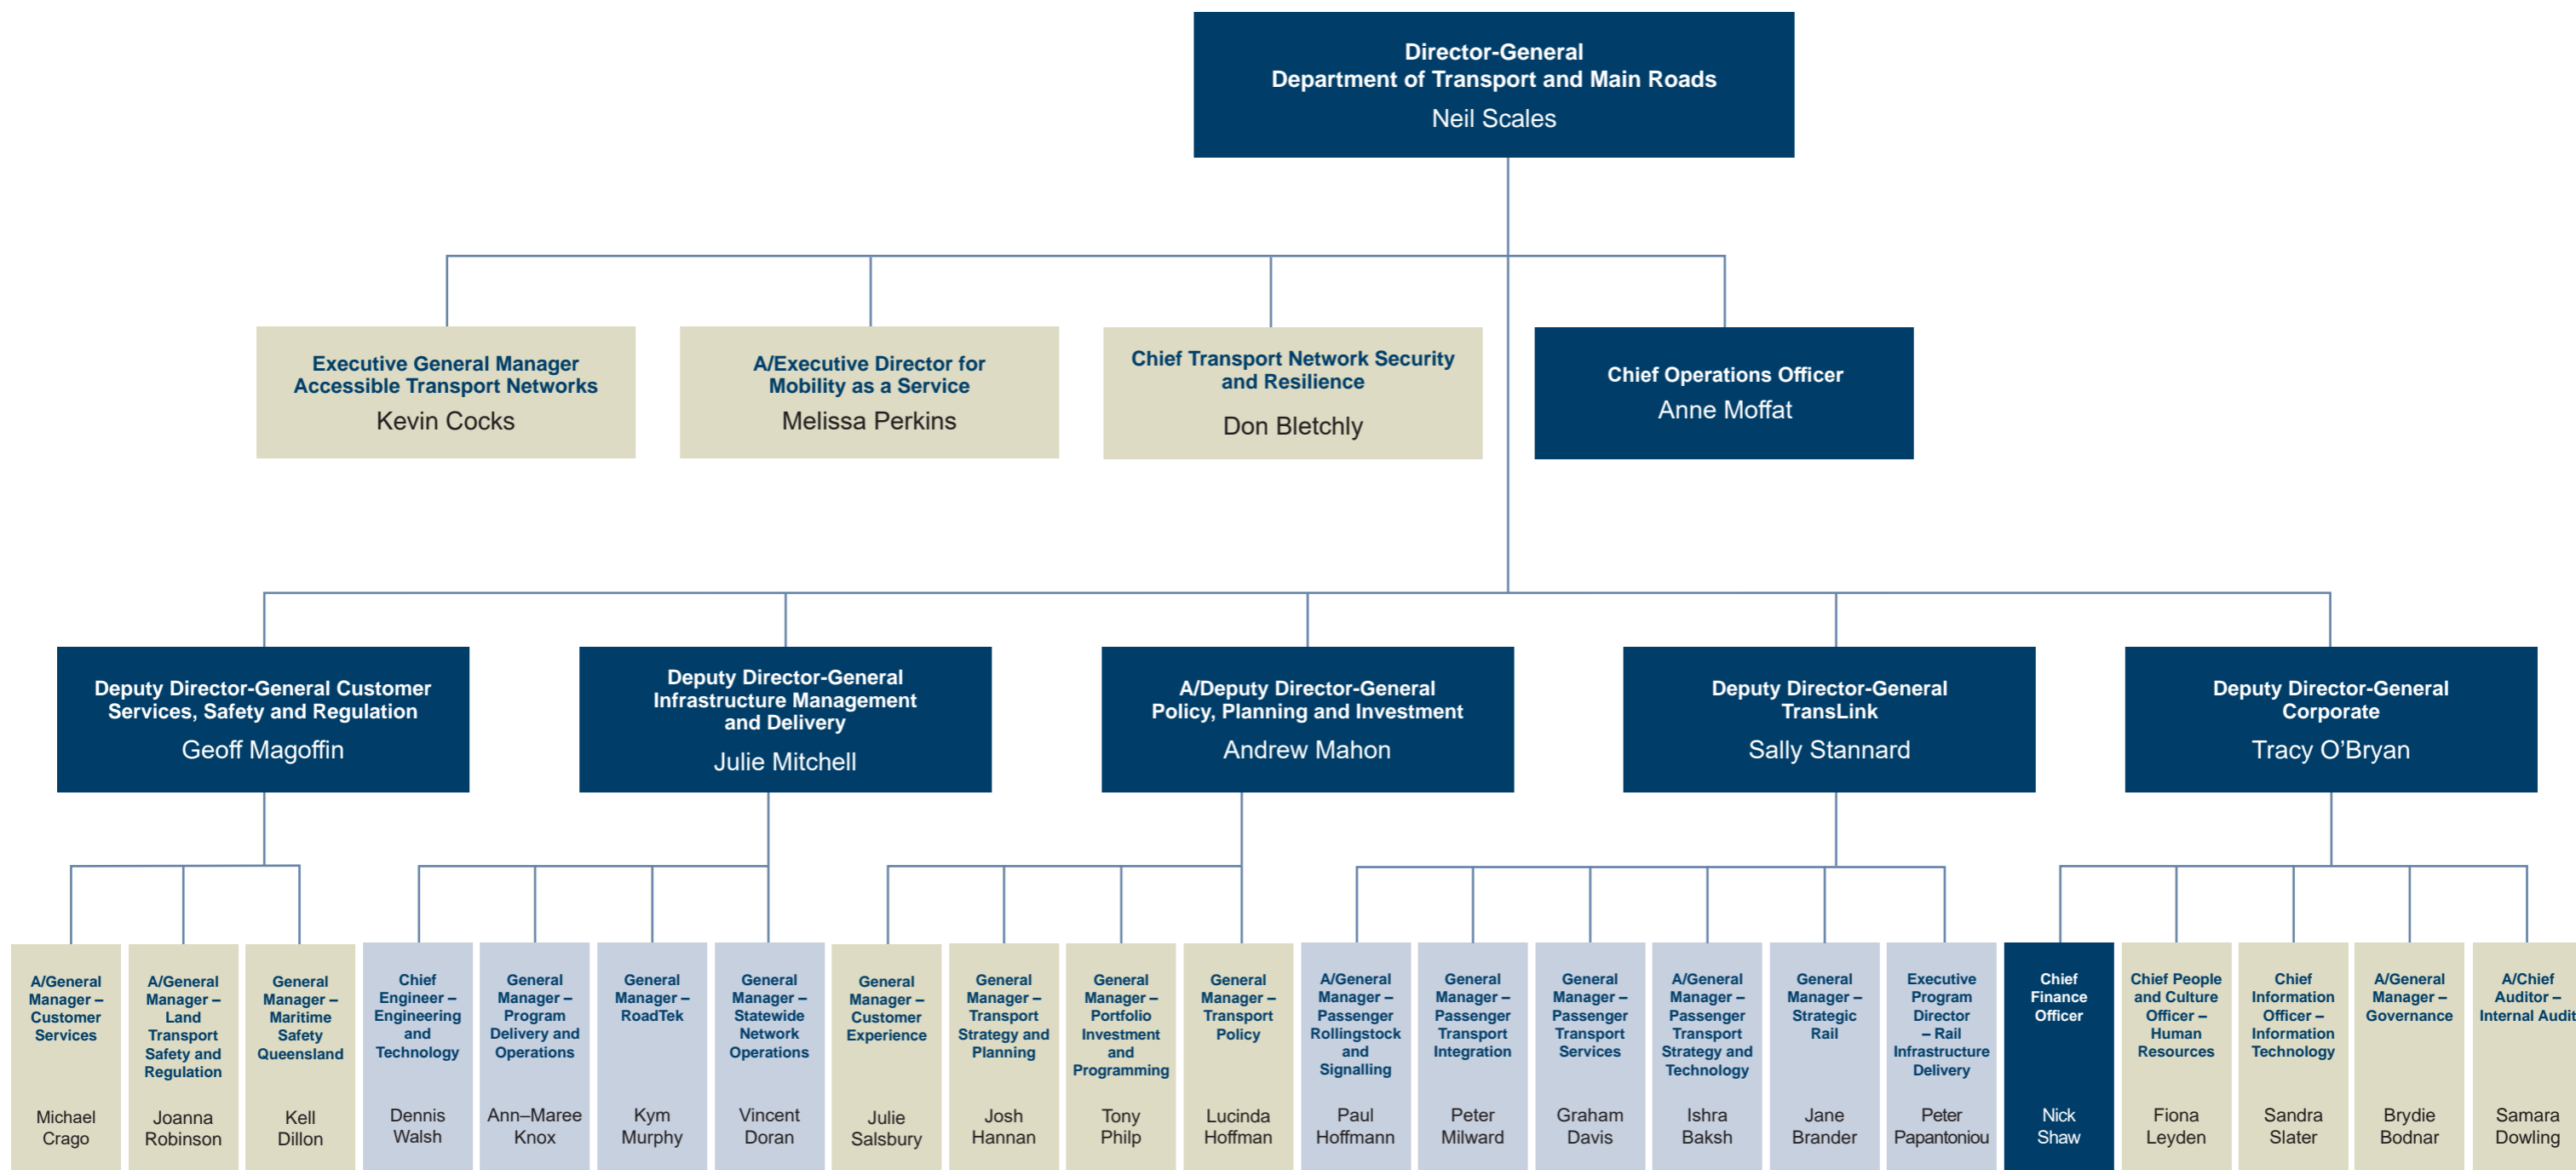 Director-General
Department of Transport and Main Roads
Neil Scales
Executive General Manager
Accessible Transport Networks
Kevin Cocks
A/Executive Director for
Mobility as a Service
Melissa Perkins
Chief Transport Network Security
and Resilience
Don Bletchly
Chief Operations Officer
Anne Moffat
Deputy Director-General Customer
Services, Safety and Regulation
Geoff Magoffin
Deputy Director-General
Infrastructure Management
and Delivery
Julie Mitchell
A/Deputy Director-General
Policy, Planning and Investment
Andrew Mahon
Deputy Director-General
TransLink
Sally Stannard
Deputy Director-General
Corporate
Tracy O’Bryan
A/General
Manager –
Customer
Services
Michael
Crago
A/General
Manager –
Land
Transport
Safety and
Regulation
Joanna
Robinson
General
Manager –
Maritime
Safety
Queensland
Kell
Dillon
Chief
Engineer –
Engineering
and
Technology
Dennis
Walsh
General
Manager –
Program
Delivery and
Operations
Ann–Maree
Knox
General
Manager –
RoadTek
Kym
Murphy
General
Manager –
Statewide
Network
Operations
Vincent
Doran
General
Manager –
Customer
Experience
Julie
Salsbury
General
Manager –
Transport
Strategy and
Planning
Josh
Hannan
General
Manager –
Portfolio
Investment
and
Programming
Tony
Philp
General
Manager –
Transport
Policy
Lucinda
Hoffman
A/General
Manager –
Passenger
Rollingstock
and
Signalling
Paul
Hoffmann
General
Manager –
Passenger
Transport
Integration
Peter
Milward
General
Manager –
Passenger
Transport
Services
Graham
Davis
A/General
Manager –
Passenger
Transport
Strategy and
Technology
Ishra
Baksh
General
Manager –
Strategic
Rail
Jane
Brander
Executive
Program
Director
– Rail
Infrastructure
Delivery
Peter
Papantoniou
Chief
Finance
Officer
Nick
Shaw
Chief People
and Culture
Officer –
Human
Resources
Fiona
Leyden
Chief
Information
Officer –
Information
Technology
Sandra
Slater
A/General
Manager –
Governance
Brydie
Bodnar
A/Chief
Auditor –
Internal Audit
Samara
Dowling